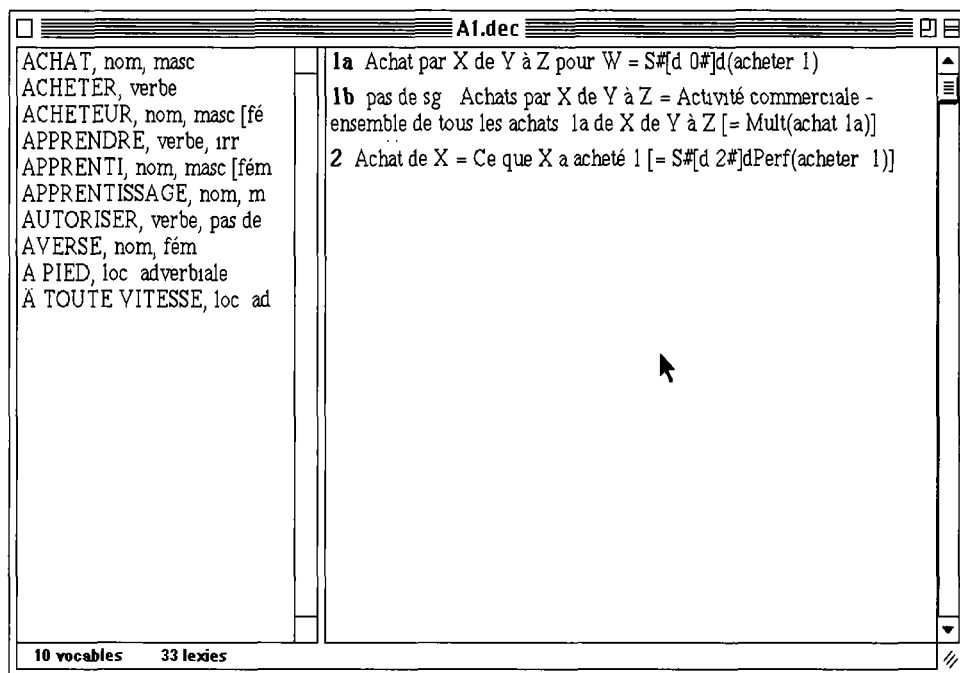 A1.dec
ACHAT, nom, masc
ACHETER, verbe
ACHETEUR, nom, masc [fé
APPRENDRE, verbe, irr
APPRENTI, nom, masc [fém
APPRENTISSAGE, nom, m
AUTORISER, verbe, pas de
AVERSE, nom, fém
A PIED, loc adverbiale
À TOUTE VITESSE, loc ad
1a Achat par X de Y à Z pour W = S#[d 0#]d(acheter 1)
1b pas de sg Achats par X de Y à Z = Activité commerciale -
ensemble de tous les achats 1a de X de Y à Z [= Mult(achat 1a)]
2 Achat de X = Ce que X a acheté 1 [= S#[d 2#]dPerf(acheter 1)]
10 vocables 33 lexies